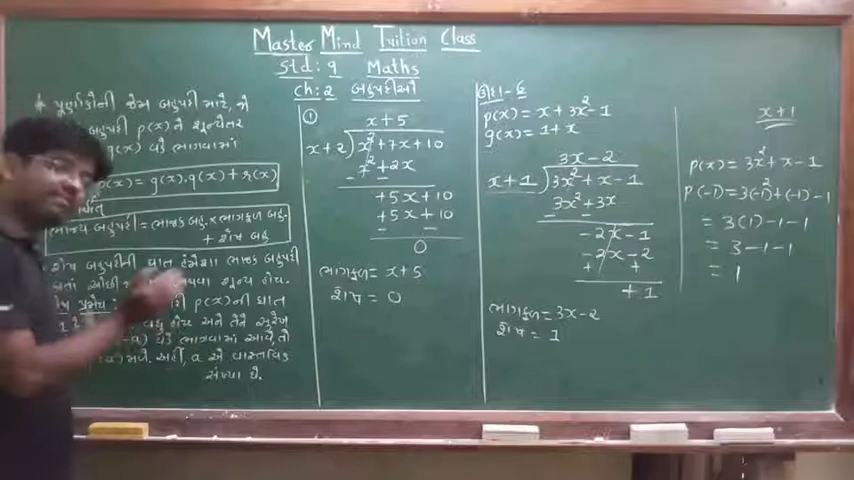 Master Mind Tuition Class
Std: 9 Maths
ch: 2 બહુપદીઓ
* પૂર્ણાંકોની જેમ બહુપદી માટે, એ
બહુપદી p(x)ને શૂન્યેતર
g(x) વડે ભાગવામાં
p(x) = g(x).q(x) + r(x)
ભાજ્ય બહુપદી = ભાજક બહુ. x ભાગફળ બહુ.
+ શેષ બહુ
શેષ બહુપદીની ઘાત હંમેશા ભાજક બહુપદી
શૂન્ય હોય.
શેષ પ્રમેય : p(x)ની ઘાત
બહુ હોય અને તેને સુરેખ
-a) વડે ભાગવામાં આવે, તો
મળે. અહીં, a એ વાસ્તવિક
સંખ્યા છે.
①
x+5
x+2) x²+7x+10
x²+2x
- -
+5x+10
+5x+10
- -
0
ભાગફળ = x+5
શેષ = 0
ઉદા-6
p(x) = x+3x²-1
g(x) = 1+x
3x-2
x+1) 3x²+x-1
3x²+3x
- -
-2x-1
-2x-2
+ +
+1
ભાગફળ = 3x-2
શેષ = 1
x+1
p(x) = 3x²+x-1
p(-1) = 3(-1)²+(-1)-1
= 3(1)-1-1
= 3-1-1
= 1